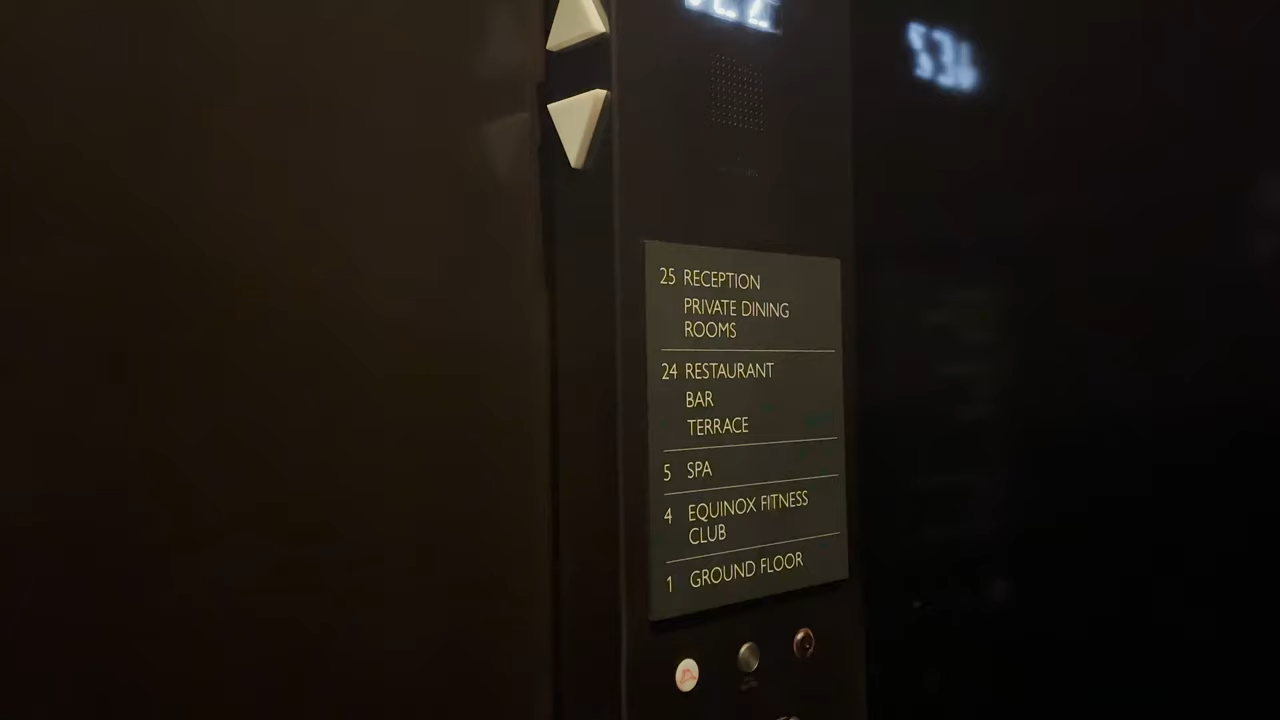 25 RECEPTION
PRIVATE DINING
ROOMS
24 RESTAURANT
BAR
TERRACE
5 SPA
4 EQUINOX FITNESS
CLUB
1 GROUND FLOOR